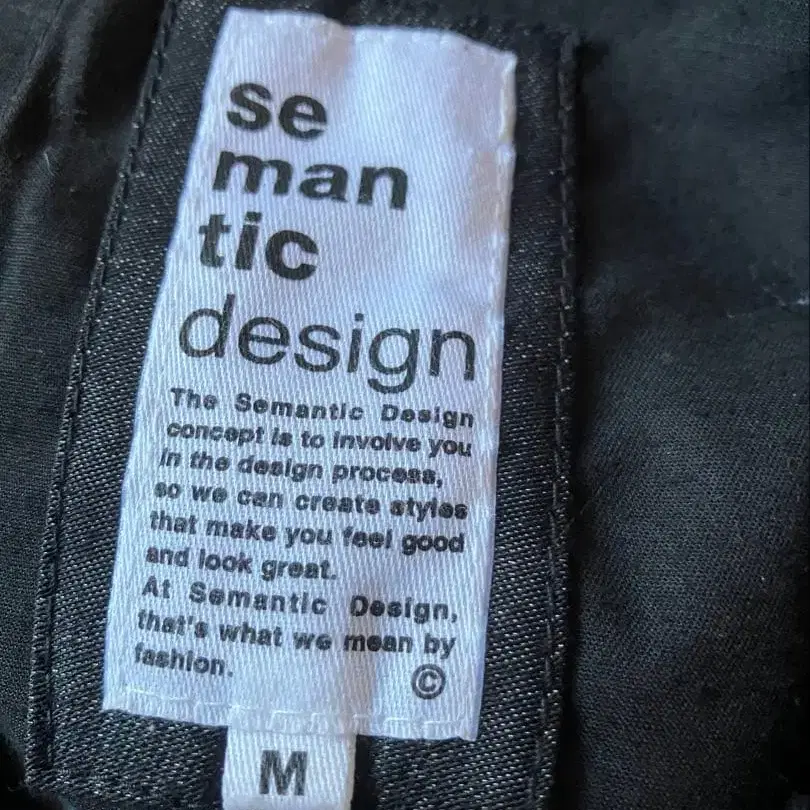 se
man
tic
design
The Semantic Design
concept is to involve you
in the design process,
so we can create styles
that make you feel good
and look great.
At Semantic Design,
that's what we mean by
fashion.
©
M